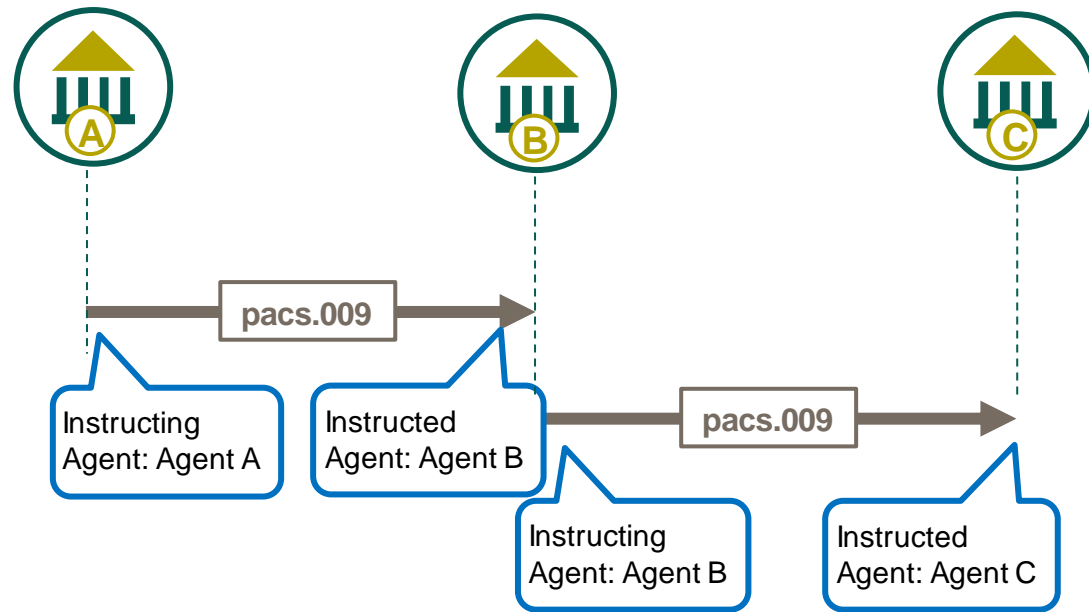 A
B
C
pacs.009
Instructing
Agent: Agent A
Instructed
Agent: Agent B
pacs.009
Instructing
Agent: Agent B
Instructed
Agent: Agent C